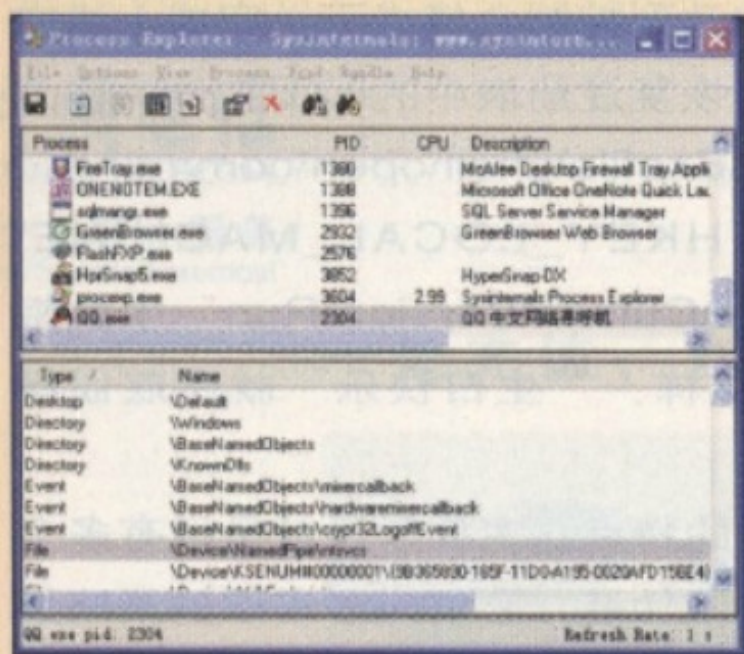 Process Explorer - Sysinternals: www.sysintern...
File Options View Process Find Handle Help
Process PID CPU Description
FireTray.exe 1380 McAfee Desktop Firewall Tray Appli
ONENOTEM.EXE 1388 Microsoft Office OneNote Quick Lau
sqlmangr.exe 1396 SQL Server Service Manager
GreenBrowser.exe 2932 GreenBrowser Web Browser
FlashFXP.exe 2576
HprSnap5.exe 3852 HyperSnap-DX
procexp.exe 3604 2.99 Sysinternals Process Explorer
QQ.exe 2304 QQ 中文网络寻呼机
Type Name
Desktop \Default
Directory \Windows
Directory \BaseNamedObjects
Directory \KnownDlls
Event \BaseNamedObjects\mixercallback
Event \BaseNamedObjects\hardwaremixercallback
Event \BaseNamedObjects\crypt32LogoffEvent
File \Device\NamedPipe\ntsvcs
File
QQ.exe pid: 2304 Refresh Rate: 1 s